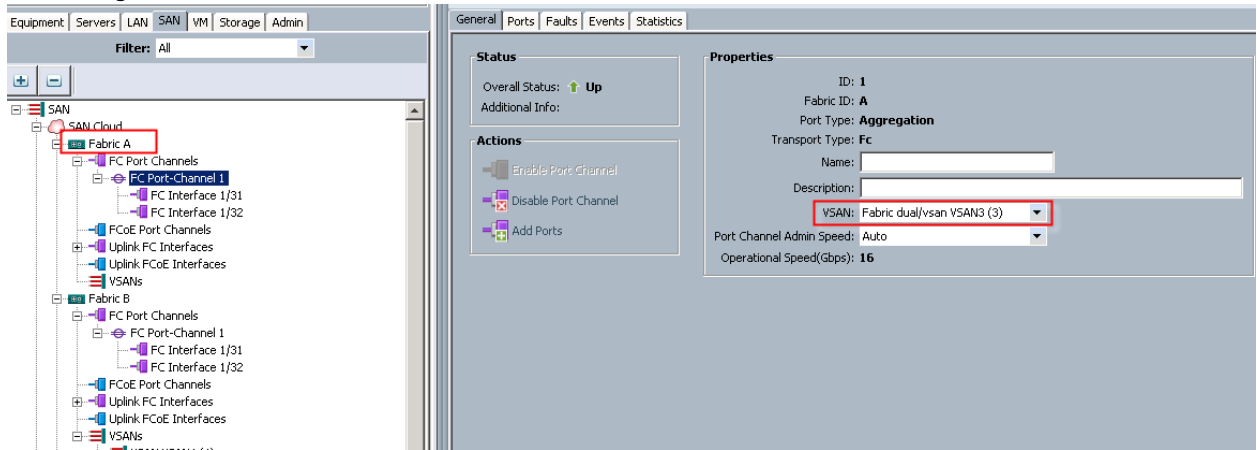 Equipment Servers LAN SAN VM Storage Admin
Filter: All
SAN
SAN Cloud
Fabric A
FC Port Channels
FC Port-Channel 1
FC Interface 1/31
FC Interface 1/32
FCoE Port Channels
Uplink FC Interfaces
Uplink FCoE Interfaces
VSANs
Fabric B
FC Port Channels
FC Port-Channel 1
FC Interface 1/31
FC Interface 1/32
FCoE Port Channels
Uplink FC Interfaces
Uplink FCoE Interfaces
VSANs
General Ports Faults Events Statistics
Status
Overall Status: Up
Additional Info:
Actions
Enable Port Channel
Disable Port Channel
Add Ports
Properties
ID: 1
Fabric ID: A
Port Type: Aggregation
Transport Type: Fc
Name:
Description:
VSAN: Fabric dual/vsan VSAN3 (3)
Port Channel Admin Speed: Auto
Operational Speed(Gbps): 16